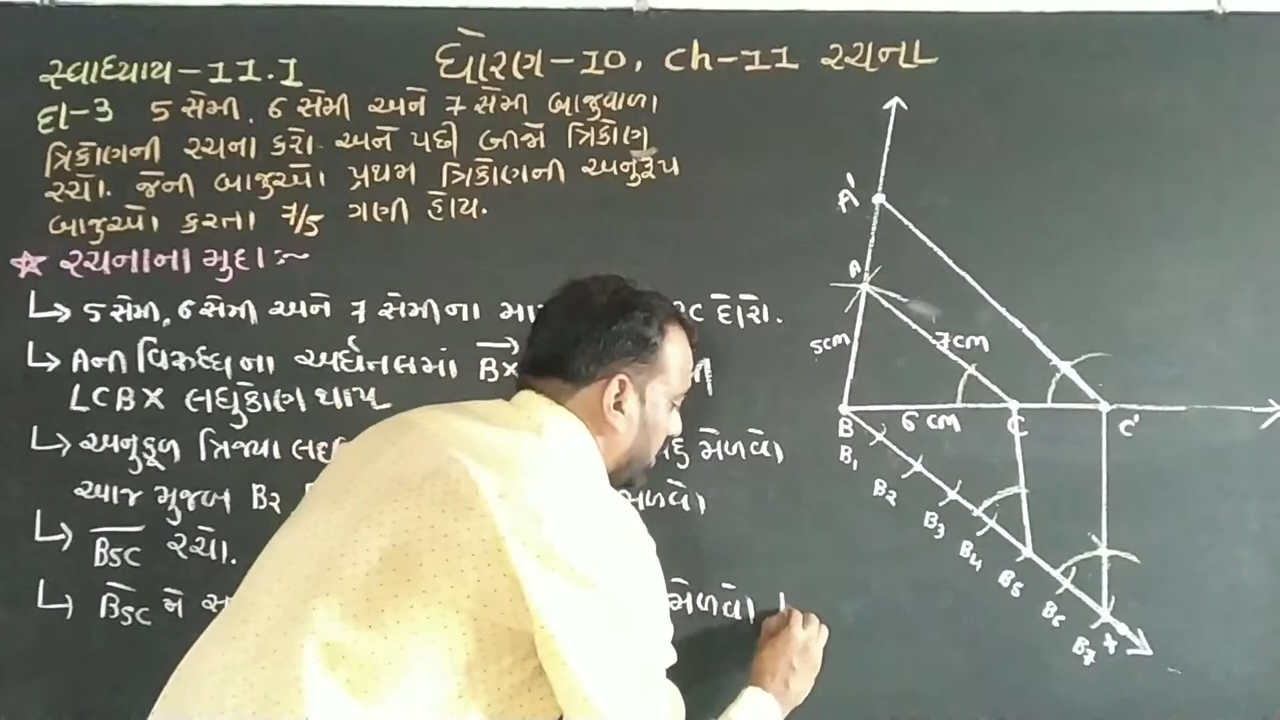 સ્વાધ્યાય-11.1
ધોરણ-10, ch-11 રચના
દા-3 5 સેમી, 6 સેમી અને 7 સેમી બાજુવાળા
ત્રિકોણની રચના કરો. અને પછી બીજો ત્રિકોણ
રચો. જેની બાજુઓ પ્રથમ ત્રિકોણની અનુરૂપ
બાજુઓ કરતા 7/5 ગણી હોય.
☆ રચનાના મુદ્દા :~
↳ 5 સેમી, 6 સેમી અને 7 સેમીના BC દોરો.
↳ Aની વિરુધ્ધના અર્ધતલમાં BX
∠CBX લઘુકોણ થાય
↳ અનુકૂળ ત્રિજ્યા લઈ મેળવો
આજ મુજબ B2 મેળવો
↳ B5C રચો.
↳ B5C ને મેળવો
A'
A
5cm
7cm
B
6 cm
C
C'
B1
B2
B3
B4
B5
B6
B7
X